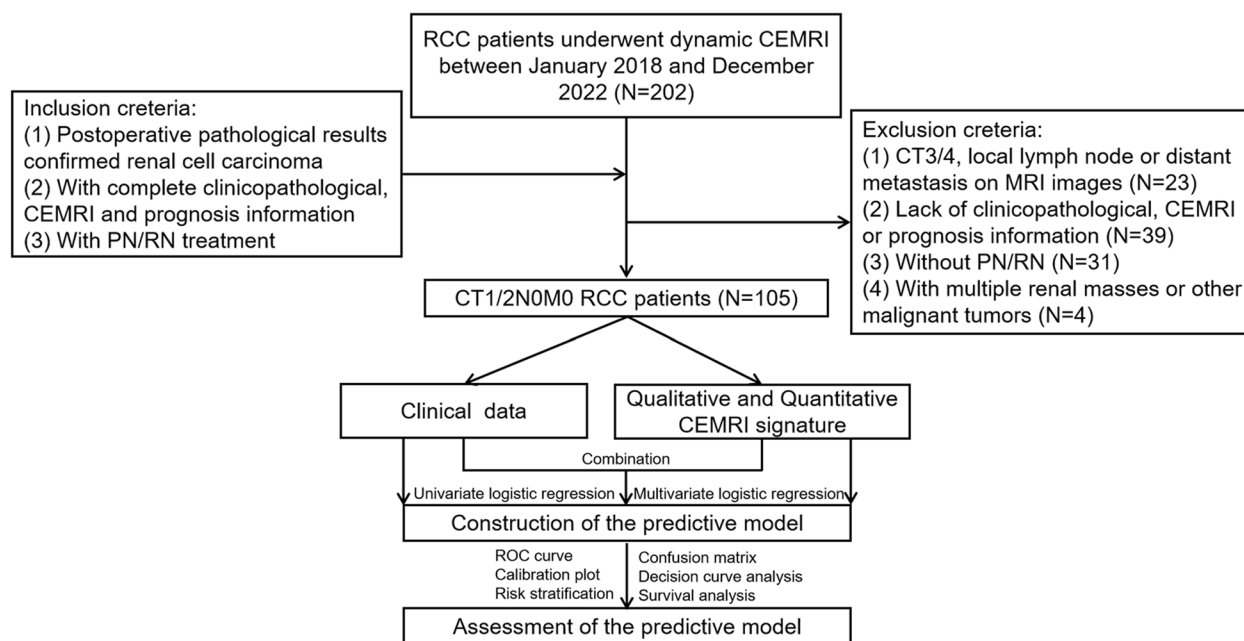 RCC patients underwent dynamic CEMRI
between January 2018 and December
2022 (N=202)
Inclusion creteria:
(1) Postoperative pathological results
confirmed renal cell carcinoma
(2) With complete clinicopathological,
CEMRI and prognosis information
(3) With PN/RN treatment
Exclusion creteria:
(1) CT3/4, local lymph node or distant
metastasis on MRI images (N=23)
(2) Lack of clinicopathological, CEMRI
or prognosis information (N=39)
(3) Without PN/RN (N=31)
(4) With multiple renal masses or other
malignant tumors (N=4)
CT1/2N0M0 RCC patients (N=105)
Clinical data
Qualitative and Quantitative
CEMRI signature
Combination
Univariate logistic regression
Multivariate logistic regression
Construction of the predictive model
ROC curve
Calibration plot
Risk stratification
Confusion matrix
Decision curve analysis
Survival analysis
Assessment of the predictive model